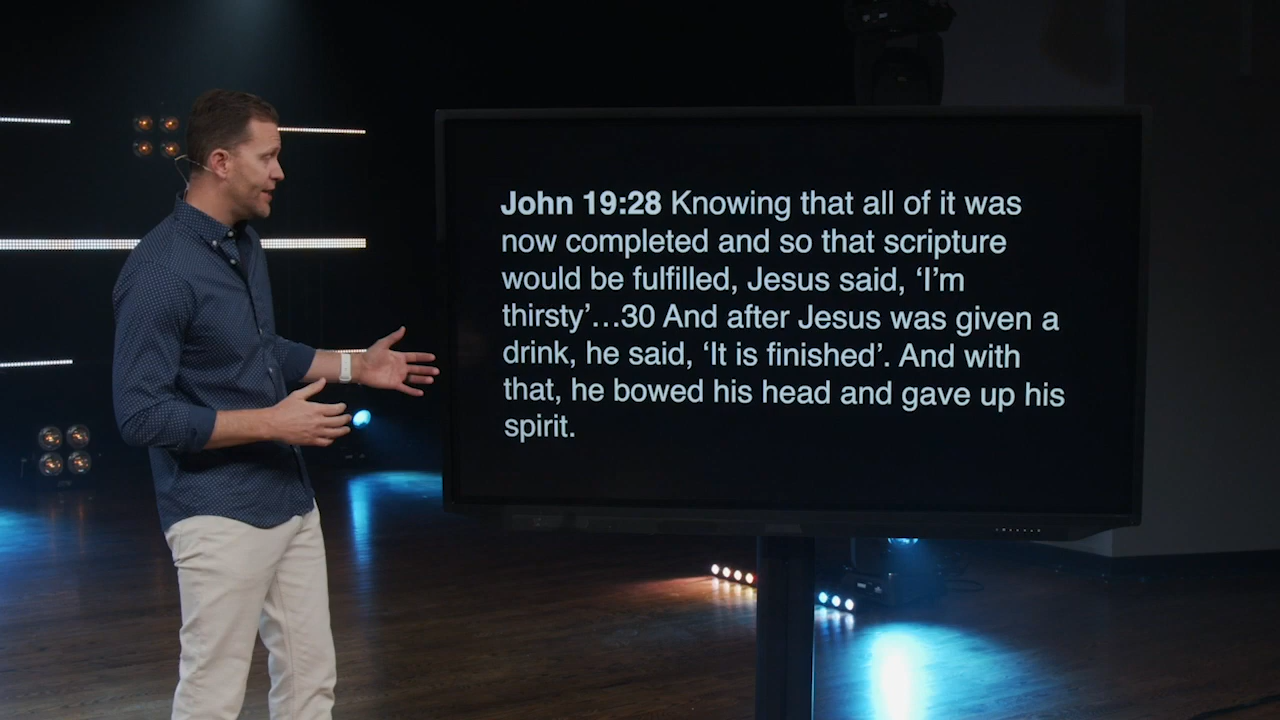 John 19:28 Knowing that all of it was
now completed and so that scripture
would be fulfilled, Jesus said, ‘I’m
thirsty’...30 And after Jesus was given a
drink, he said, ‘It is finished’. And with
that, he bowed his head and gave up his
spirit.